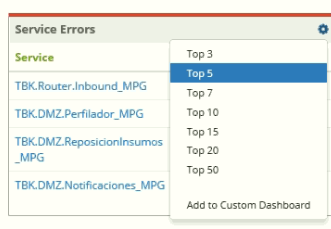 Service Errors
Service
TBK.Router.Inbound_MPG
TBK.DMZ.Perfilador_MPG
TBK.DMZ.ReposicionInsumos
_MPG
TBK.DMZ.Notificaciones_MPG
Top 3
Top 5
Top 7
Top 10
Top 15
Top 20
Top 50
Add to Custom Dashboard